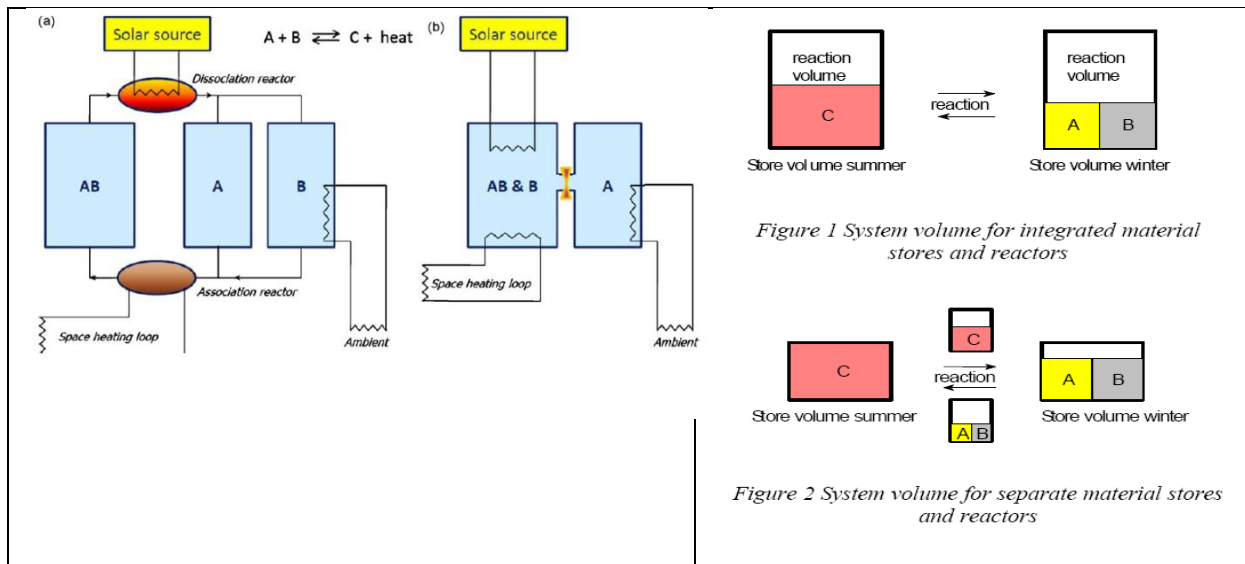 (a)
Solar source
A + B ⇌ C + heat
Dissociation reactor
AB
A
B
Association reactor
Space heating loop
Ambient
(b)
Solar source
AB & B
A
Space heating loop
Ambient
reaction
volume
C
Store volume summer
reaction
reaction
volume
A
B
Store volume winter
Figure 1 System volume for integrated material
stores and reactors
C
Store volume summer
C
reaction
A B
A
B
Store volume winter
Figure 2 System volume for separate material stores
and reactors